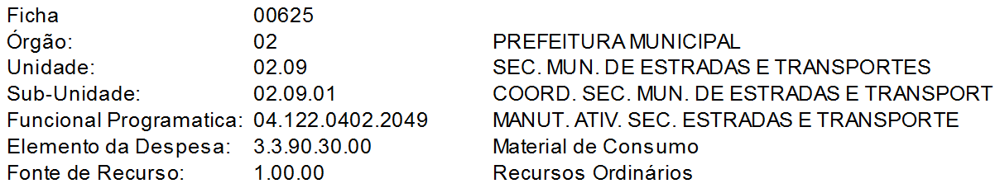 Ficha 00625
Órgão: 02 PREFEITURA MUNICIPAL
Unidade: 02.09 SEC. MUN. DE ESTRADAS E TRANSPORTES
Sub-Unidade: 02.09.01 COORD. SEC. MUN. DE ESTRADAS E TRANSPORT
Funcional Programatica: 04.122.0402.2049 MANUT. ATIV. SEC. ESTRADAS E TRANSPORTE
Elemento da Despesa: 3.3.90.30.00 Material de Consumo
Fonte de Recurso: 1.00.00 Recursos Ordinários